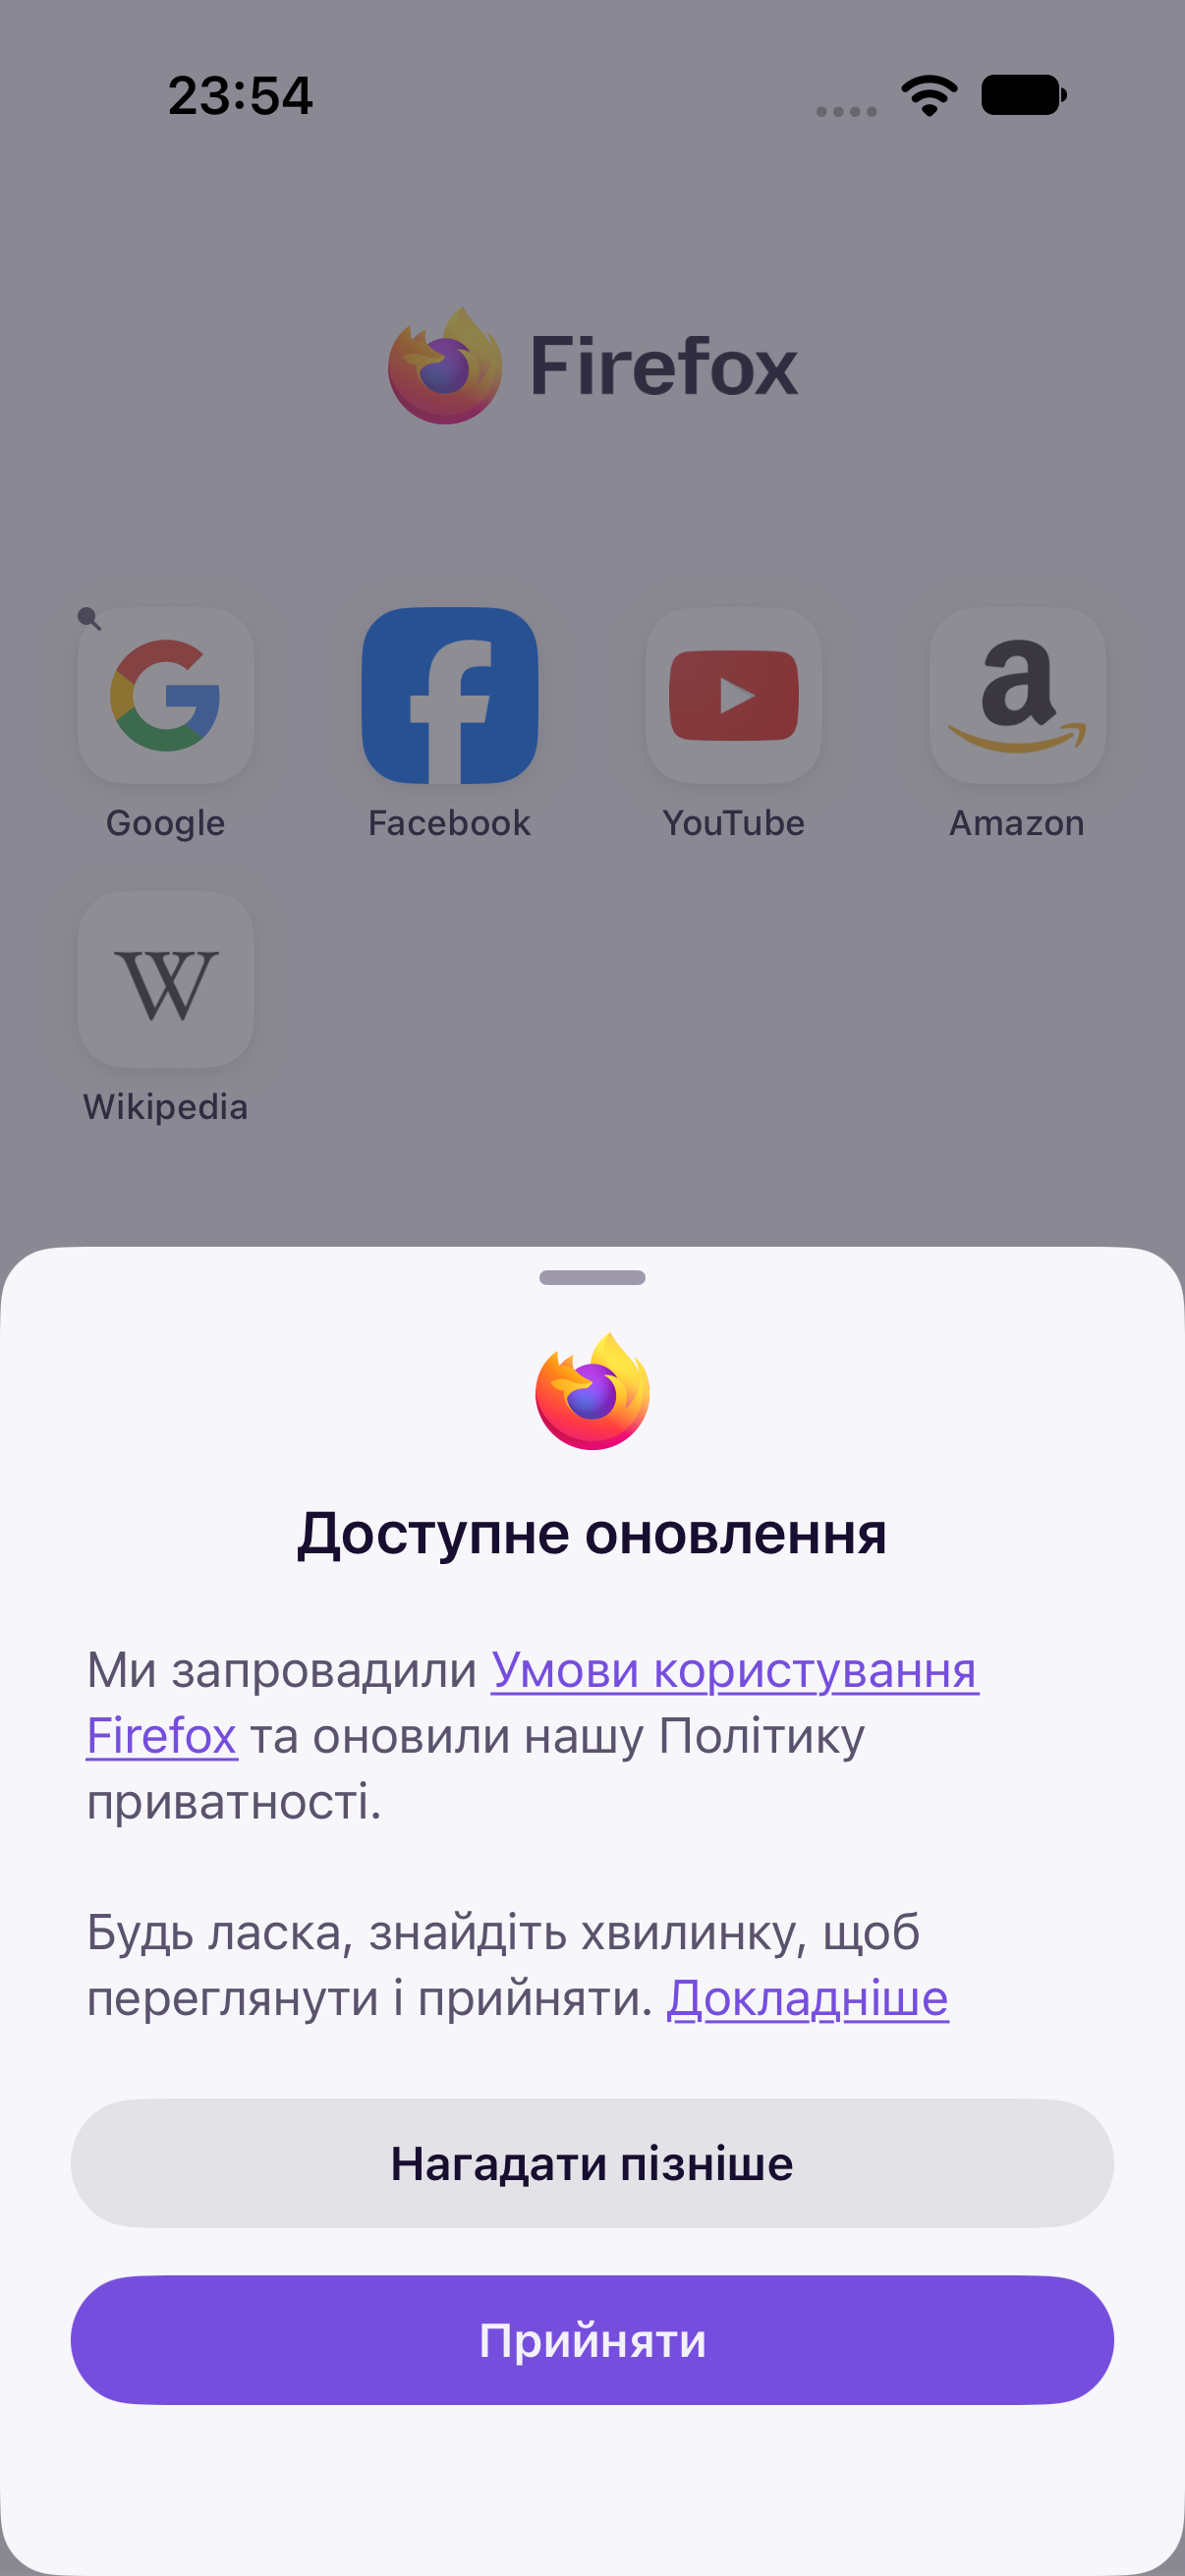 23:54
Firefox
Google
Facebook
YouTube
Amazon
Wikipedia
Доступне оновлення
Ми запровадили Умови користування
Firefox та оновили нашу Політику
приватності.
Будь ласка, знайдіть хвилинку, щоб
переглянути і прийняти. Докладніше
Нагадати пізніше
Прийняти